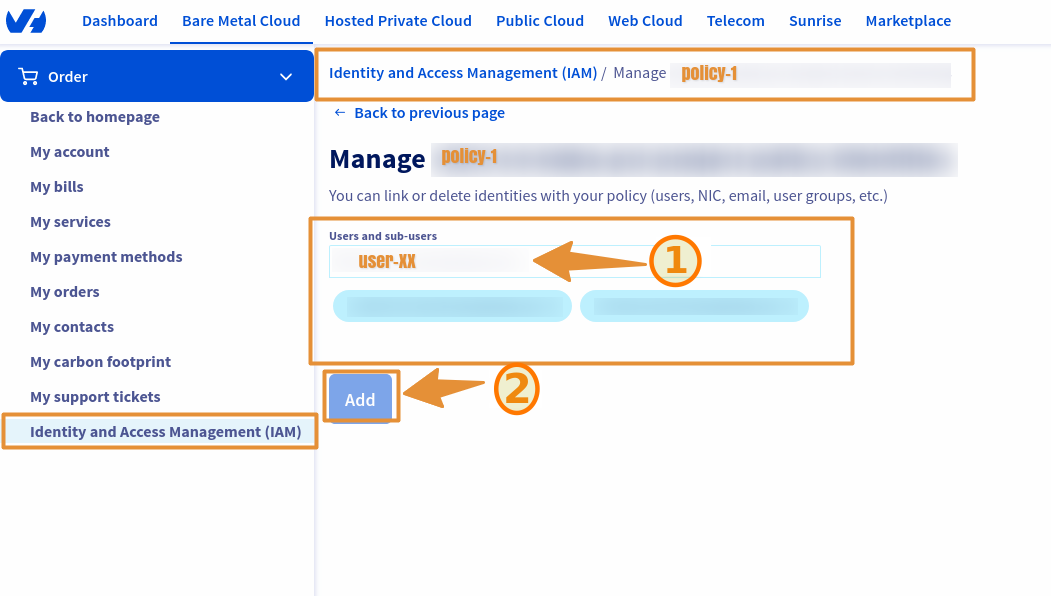 Dashboard Bare Metal Cloud Hosted Private Cloud Public Cloud Web Cloud Telecom Sunrise Marketplace
Order
Back to homepage
My account
My bills
My services
My payment methods
My orders
My contacts
My carbon footprint
My support tickets
Identity and Access Management (IAM)
Identity and Access Management (IAM) / Manage policy-1
← Back to previous page
Manage policy-1
You can link or delete identities with your policy (users, NIC, email, user groups, etc.)
Users and sub-users
user-XX
1
Add
2